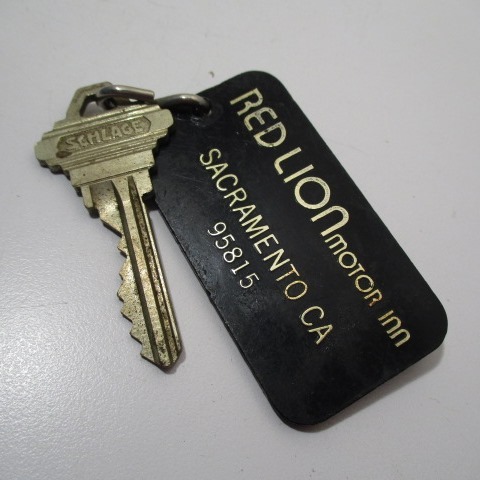 SCHLAGE
RED LION MOTOR Inn
SACRAMENTO CA
95815